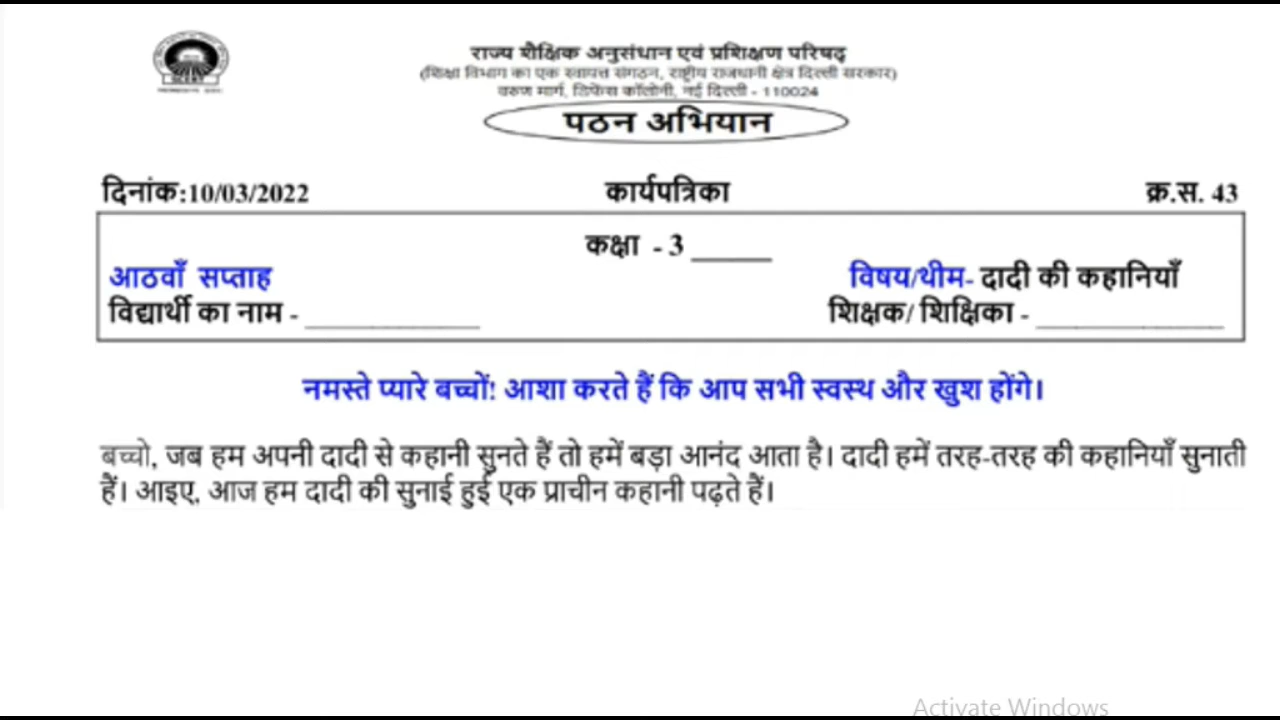 राज्य शैक्षिक अनुसंधान एवं प्रशिक्षण परिषद्
(शिक्षा विभाग का एक स्वायत्त संगठन, राष्ट्रीय राजधानी क्षेत्र दिल्ली सरकार)
वरुण मार्ग, डिफेंस कॉलोनी, नई दिल्ली - 110024
पठन अभियान
दिनांक:10/03/2022 कार्यपत्रिका क्र.स. 43
कक्षा - 3 ______
आठवाँ सप्ताह विषय/थीम- दादी की कहानियाँ
विद्यार्थी का नाम - _____________ शिक्षक/ शिक्षिका - ______________
नमस्ते प्यारे बच्चों! आशा करते हैं कि आप सभी स्वस्थ और खुश होंगे।
बच्चो, जब हम अपनी दादी से कहानी सुनते हैं तो हमें बड़ा आनंद आता है। दादी हमें तरह-तरह की कहानियाँ सुनाती
हैं। आइए, आज हम दादी की सुनाई हुई एक प्राचीन कहानी पढ़ते हैं।
Activate Windows